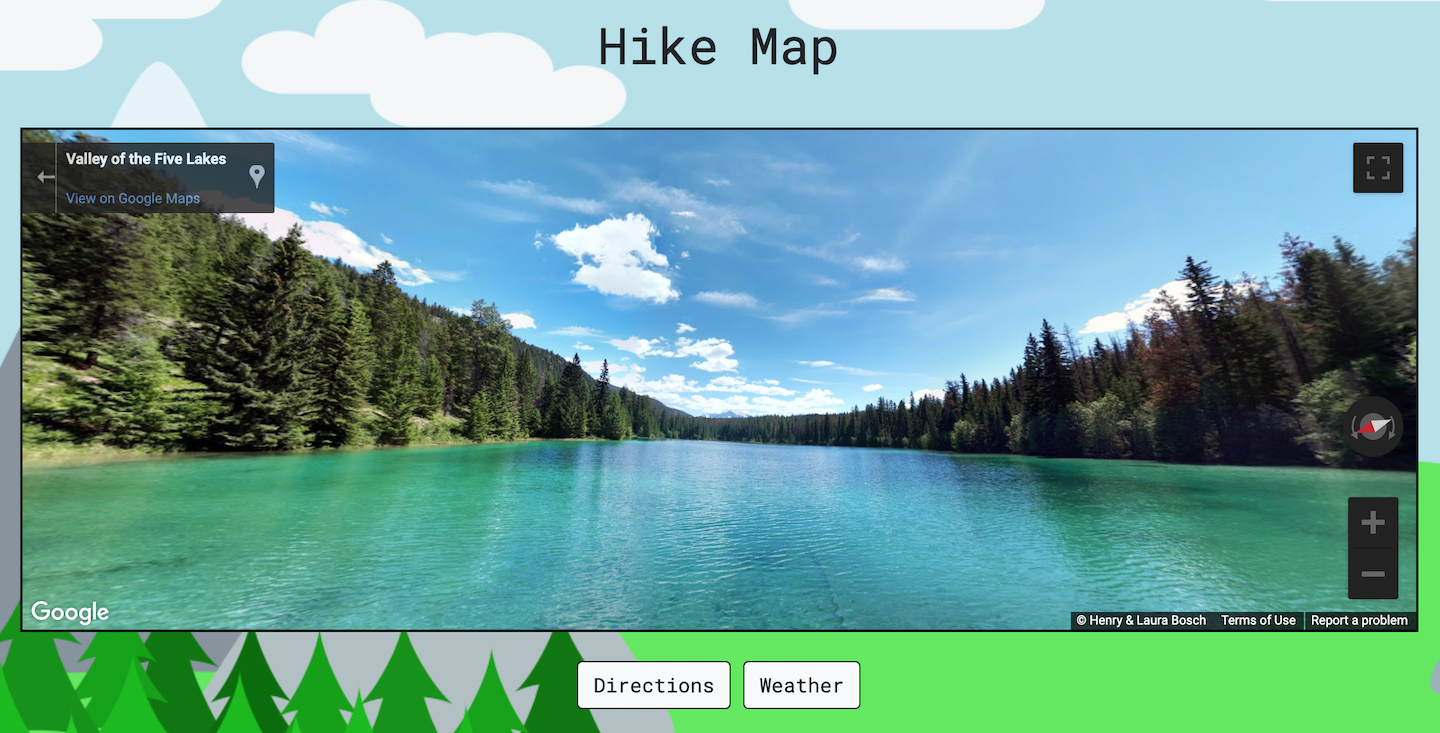 Hike Map
Valley of the Five Lakes
View on Google Maps
Google
© Henry & Laura Bosch Terms of Use Report a problem
Directions Weather